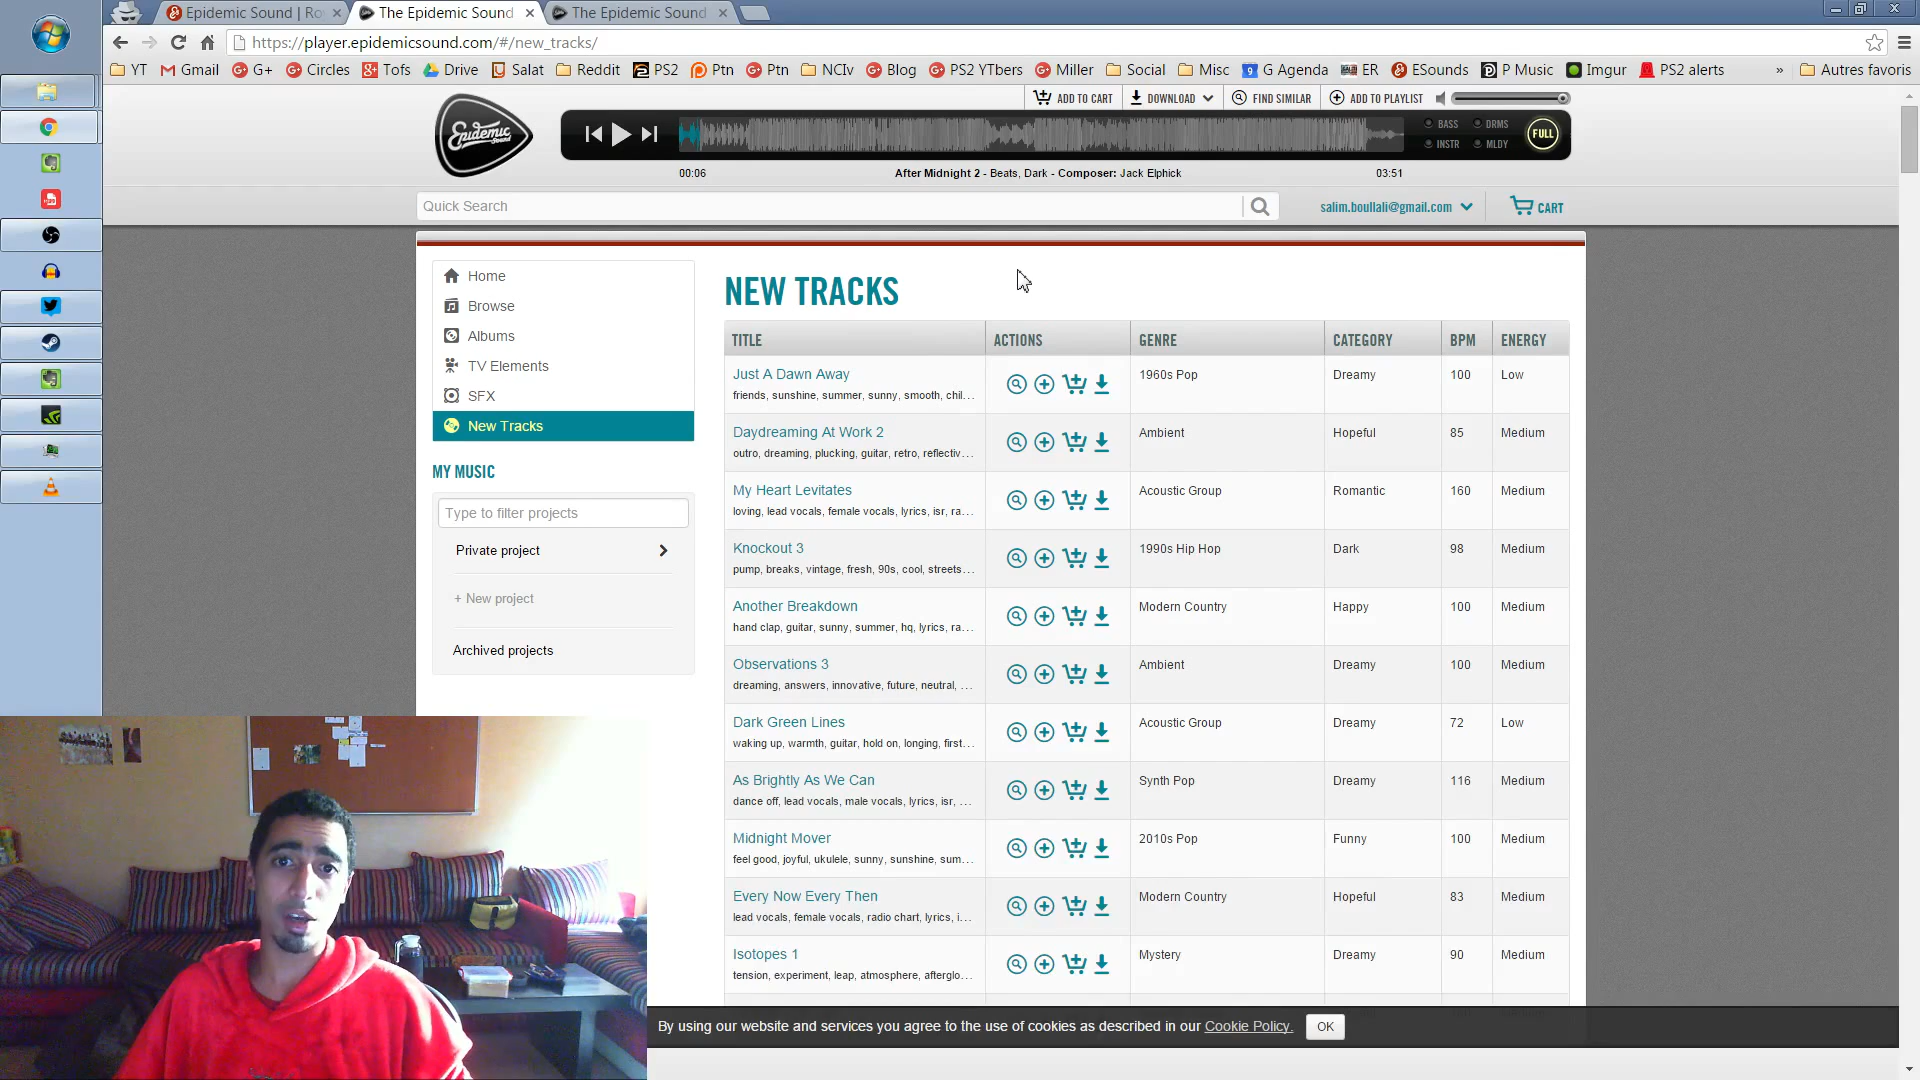 Epidemic Sound | Ro
The Epidemic Sound
The Epidemic Sound
https://player.epidemicsound.com/#/new_tracks/
YT Gmail G+ Circles Tofs Drive Salat Reddit PS2 Ptn Ptn NCIv Blog PS2 YTbers Miller Social Misc G Agenda ER ESounds P Music Imgur PS2 alerts » Autres favoris
ADD TO CART DOWNLOAD FIND SIMILAR ADD TO PLAYLIST
Epidemic Sound
BASS DRMS
INSTR MLDY
FULL
00:06 After Midnight 2 - Beats, Dark - Composer: Jack Elphick 03:51
Quick Search
salim.boullali@gmail.com CART
Home
Browse
Albums
TV Elements
SFX
New Tracks
MY MUSIC
Type to filter projects
Private project
+ New project
Archived projects
NEW TRACKS
TITLE ACTIONS GENRE CATEGORY BPM ENERGY
Just A Dawn Away 1960s Pop Dreamy 100 Low
friends, sunshine, summer, sunny, smooth, chil...
Daydreaming At Work 2 Ambient Hopeful 85 Medium
outro, dreaming, plucking, guitar, retro, reflectiv...
My Heart Levitates Acoustic Group Romantic 160 Medium
loving, lead vocals, female vocals, lyrics, isr, ra...
Knockout 3 1990s Hip Hop Dark 98 Medium
pump, breaks, vintage, fresh, 90s, cool, streets...
Another Breakdown Modern Country Happy 100 Medium
hand clap, guitar, sunny, summer, hq, lyrics, ra...
Observations 3 Ambient Dreamy 100 Medium
dreaming, answers, innovative, future, neutral, ...
Dark Green Lines Acoustic Group Dreamy 72 Low
waking up, warmth, guitar, hold on, longing, first...
As Brightly As We Can Synth Pop Dreamy 116 Medium
dance off, lead vocals, male vocals, lyrics, isr, ...
Midnight Mover 2010s Pop Funny 100 Medium
feel good, joyful, ukulele, sunny, sunshine, sum...
Every Now Every Then Modern Country Hopeful 83 Medium
lead vocals, female vocals, radio chart, lyrics, i...
Isotopes 1 Mystery Dreamy 90 Medium
tension, experiment, leap, atmosphere, afterglo...
By using our website and services you agree to the use of cookies as described in our Cookie Policy. OK